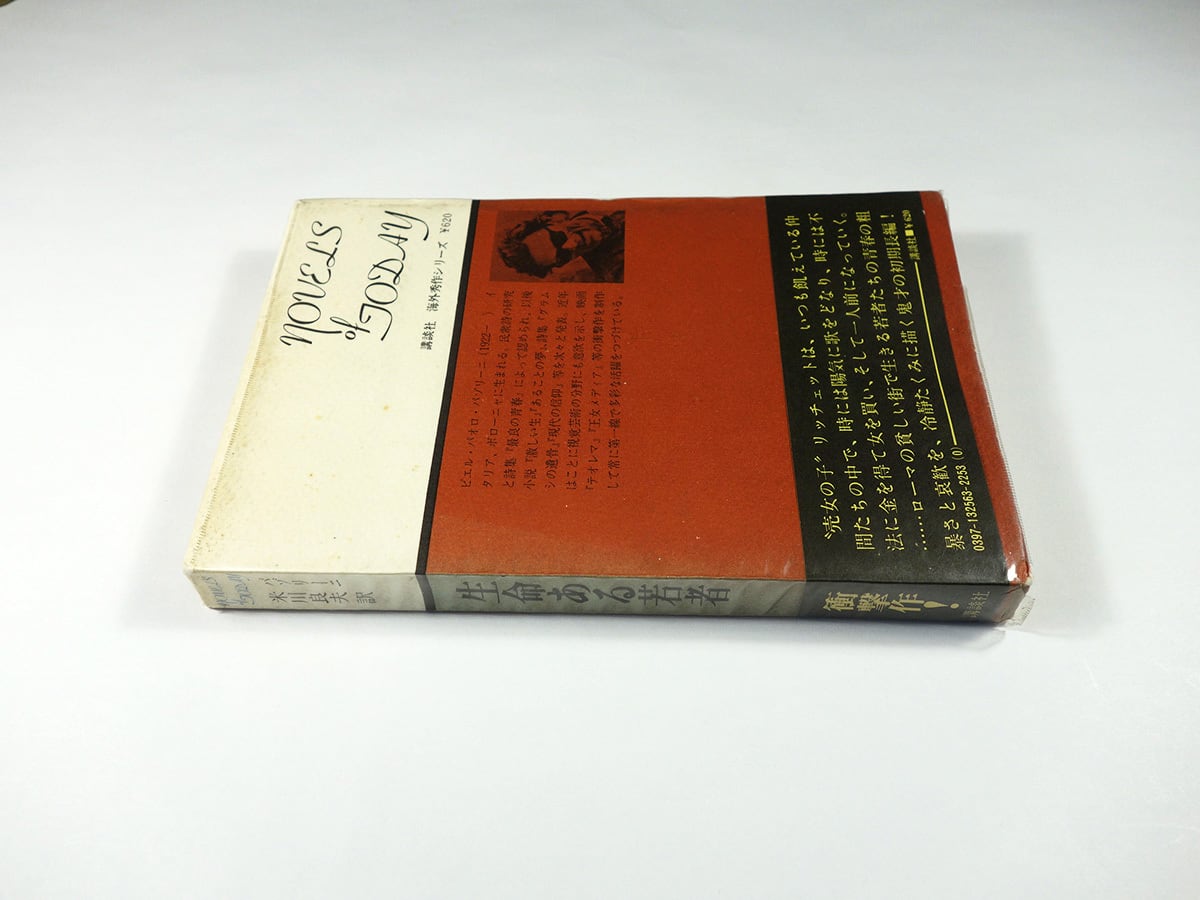 NOVELS
of TODAY
講談社 海外秀作シリーズ ¥620
ピエル・パオロ・パゾリーニ（1922― ）イ
タリア、ボローニャに生まれる。民衆詩の研究
と詩集『最良の青春』によって認められ、以後
小説『激しい生』『あることの夢』、詩集『グラム
シの遺骨』『現代の信仰』等を次々と発表。近年
はことに視覚芸術の分野にも意欲を示し、映画
『テオレマ』『王女メディア』等の衝撃作を制作
して常に第一線で多彩な活躍をつづけている。
〝売女の子〟リッチェットは、いつも飢えている仲
間たちの中で、時には陽気に歌をどなり、時には不
法に金を得て女を買い、そして一人前になっていく。
……ローマの貧しい街で生きる若者たちの青春の粗
暴さと哀歓を、冷静たくみに描く鬼才の初期長編！
0397-132563-2253 (0)
講談社■¥620
NOVELS
of TODAY
パゾリーニ
米川良夫訳
生命ある若者
衝撃作！
講談社